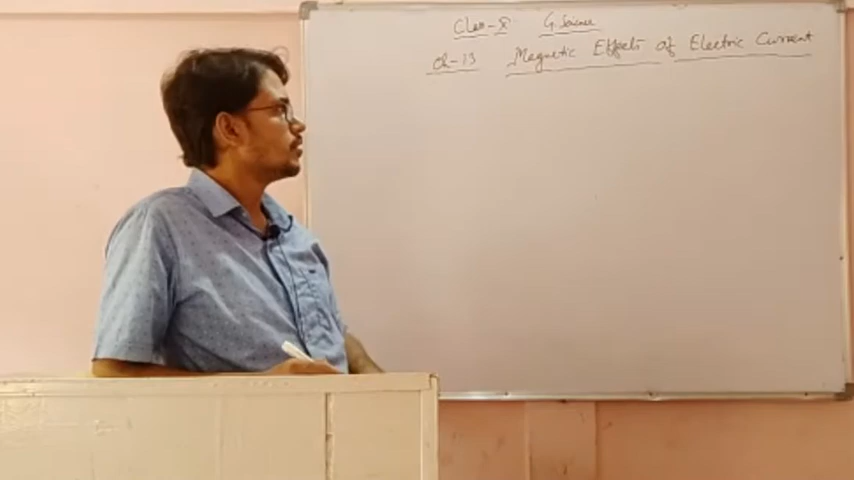 Class-X G. Science
Ch-13 Magnetic Effects of Electric Current